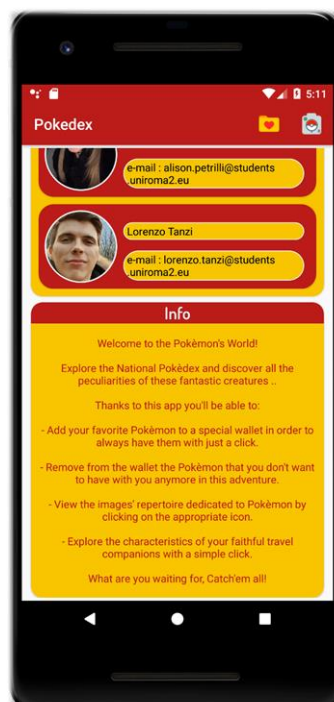 5:11
Pokedex
e-mail : alison.petrilli@students
.uniroma2.eu
Lorenzo Tanzi
e-mail : lorenzo.tanzi@students
.uniroma2.eu
Info
Welcome to the Pokèmon's World!
Explore the National Pokèdex and discover all the
peculiarities of these fantastic creatures ..
Thanks to this app you'll be able to:
- Add your favorite Pokèmon to a special wallet in order to
always have them with just a click.
- Remove from the wallet the Pokèmon that you don't want
to have with you anymore in this adventure.
- View the images' repertoire dedicated to Pokèmon by
clicking on the appropriate icon.
- Explore the characteristics of your faithful travel
companions with a simple click.
What are you waiting for, Catch'em all!